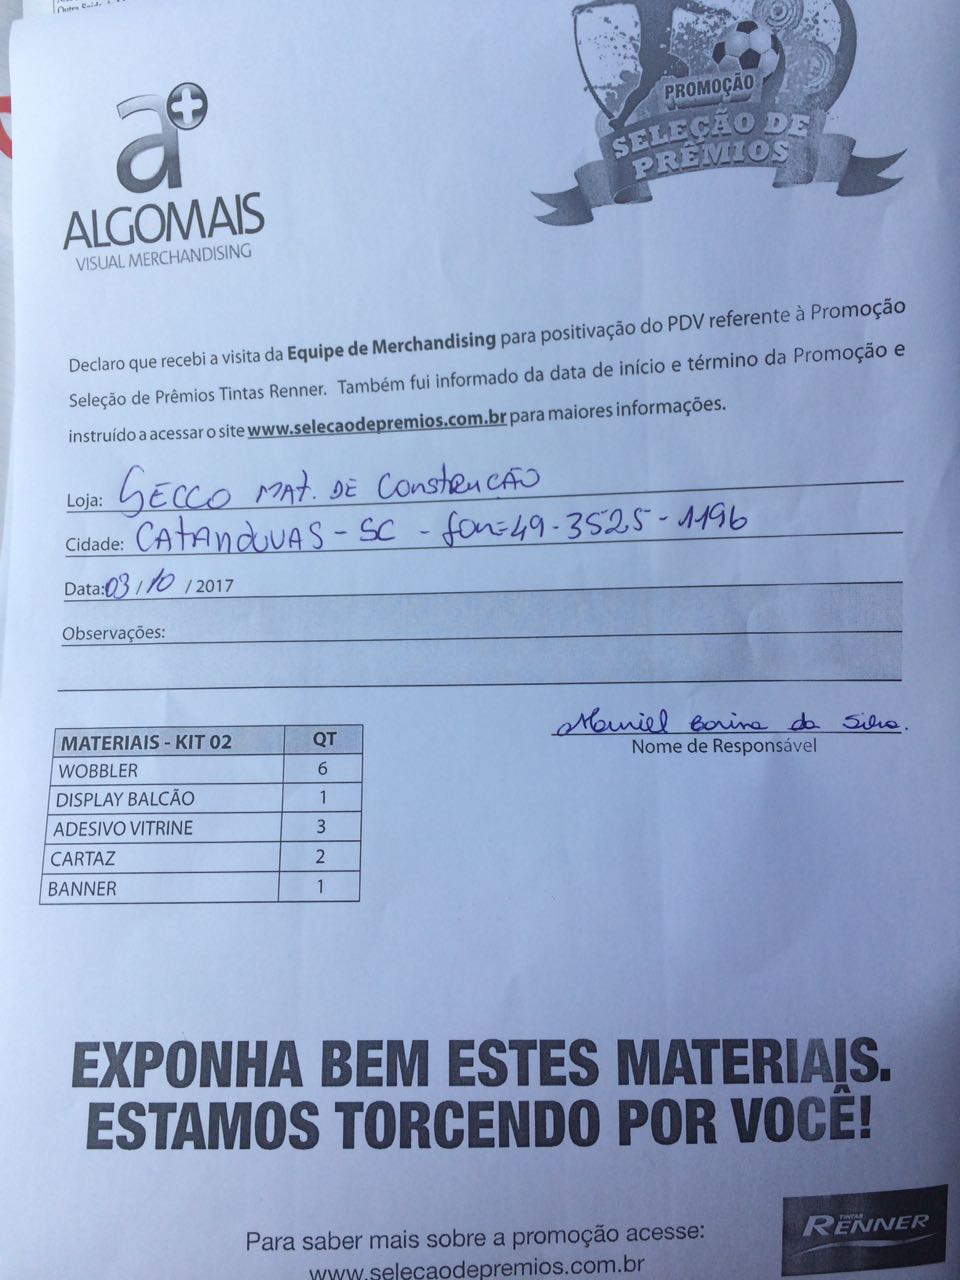 a+
ALGOMAIS
VISUAL MERCHANDISING
PROMOÇÃO
SELEÇÃO DE
PRÊMIOS
Declaro que recebi a visita da Equipe de Merchandising para positivação do PDV referente à Promoção
Seleção de Prêmios Tintas Renner. Também fui informado da data de início e término da Promoção e
instruído a acessar o site www.selecaodepremios.com.br para maiores informações.
Loja: SECCO MAT. DE CONSTRUCÃO
Cidade: CATANDUVAS - SC - fon=49-3525-1196
Data: 03 / 10 / 2017
Observações:
da Silva.
Nome de Responsável
MATERIAIS - KIT 02 QT
WOBBLER 6
DISPLAY BALCÃO 1
ADESIVO VITRINE 3
CARTAZ 2
BANNER 1
EXPONHA BEM ESTES MATERIAIS.
ESTAMOS TORCENDO POR VOCÊ!
TINTAS
RENNER
Para saber mais sobre a promoção acesse:
www.selecaodepremios.com.br